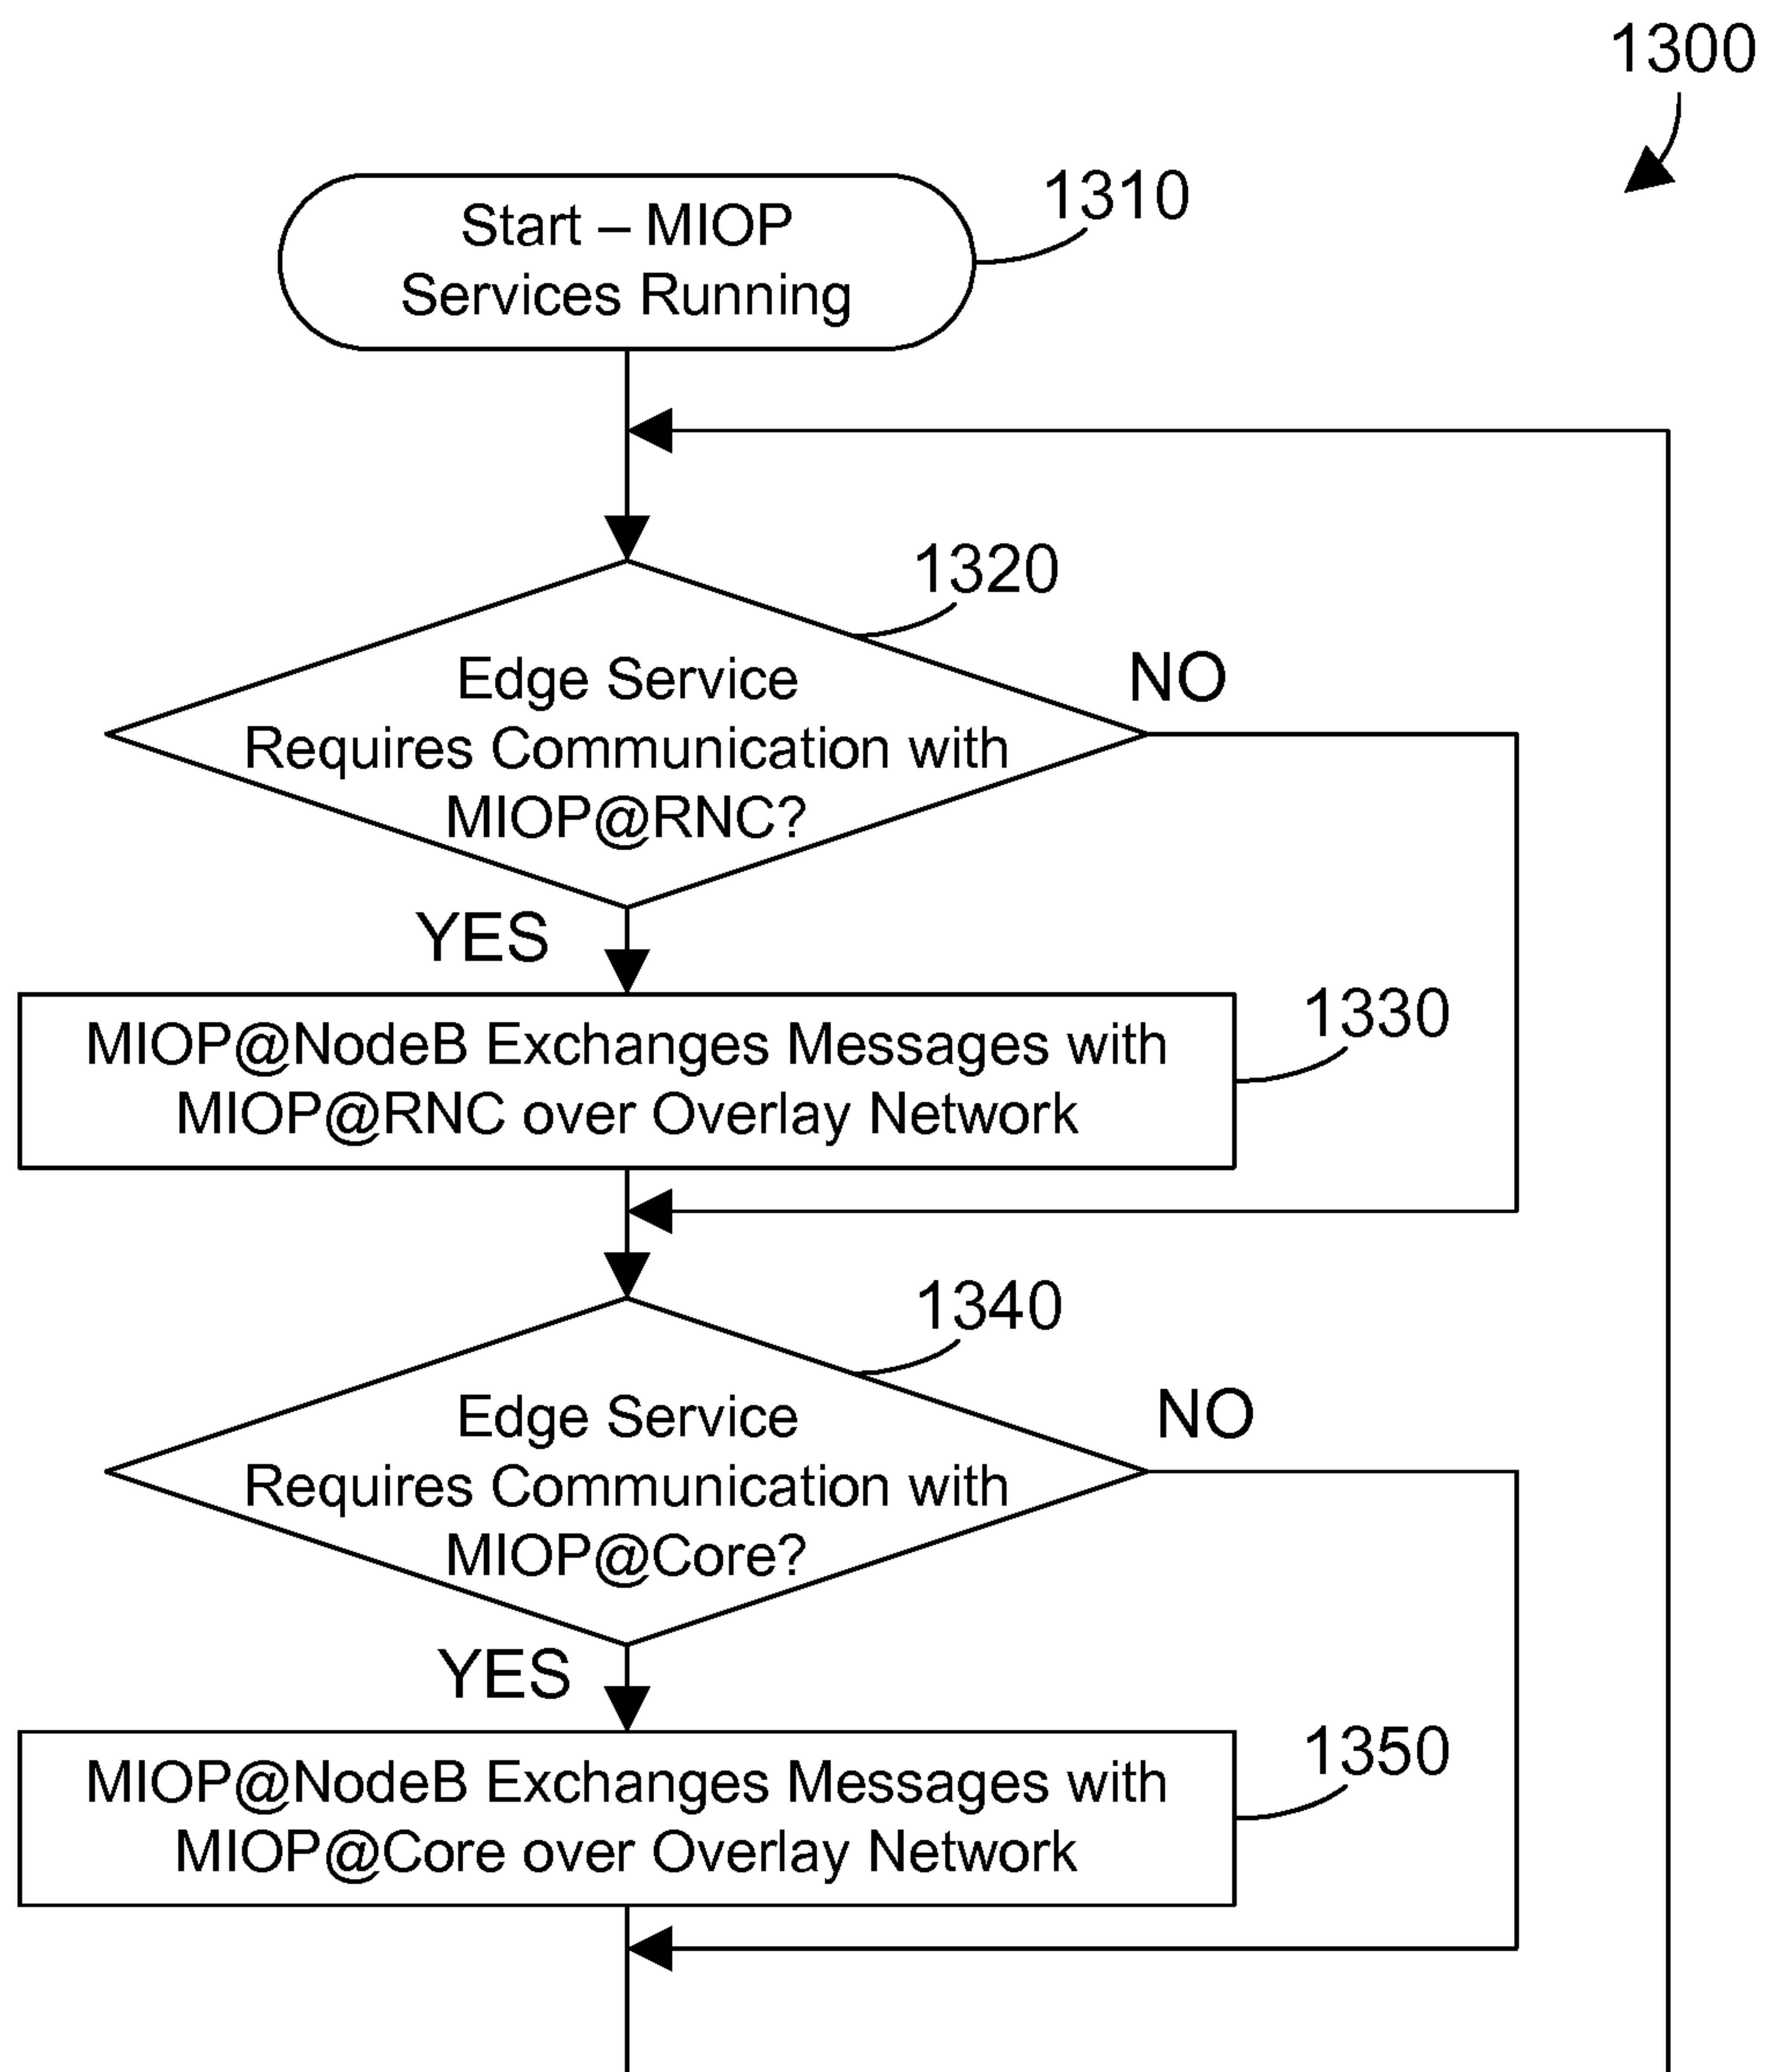 1300
1310
Start – MIOP
Services Running
1320
NO
Edge Service
Requires Communication with
MIOP@RNC?
YES
1330
MIOP@NodeB Exchanges Messages with
MIOP@RNC over Overlay Network
1340
NO
Edge Service
Requires Communication with
MIOP@Core?
YES
1350
MIOP@NodeB Exchanges Messages with
MIOP@Core over Overlay Network